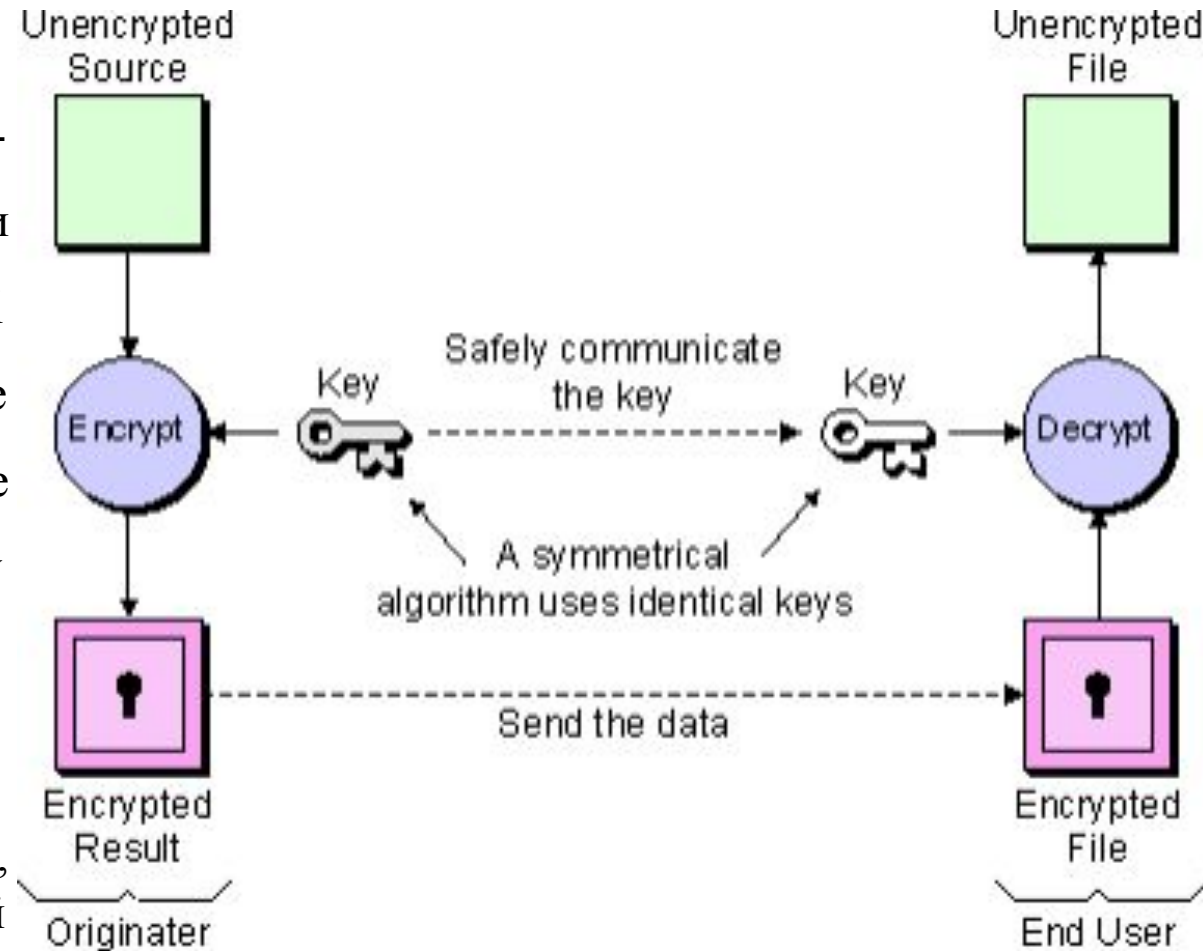 Unencrypted
Source
Unencrypted
File
Key
Safely communicate
the key
Key
Encrypt
Decrypt
A symmetrical
algorithm uses identical keys
Send the data
Encrypted
Result
Encrypted
File
Originater
End User